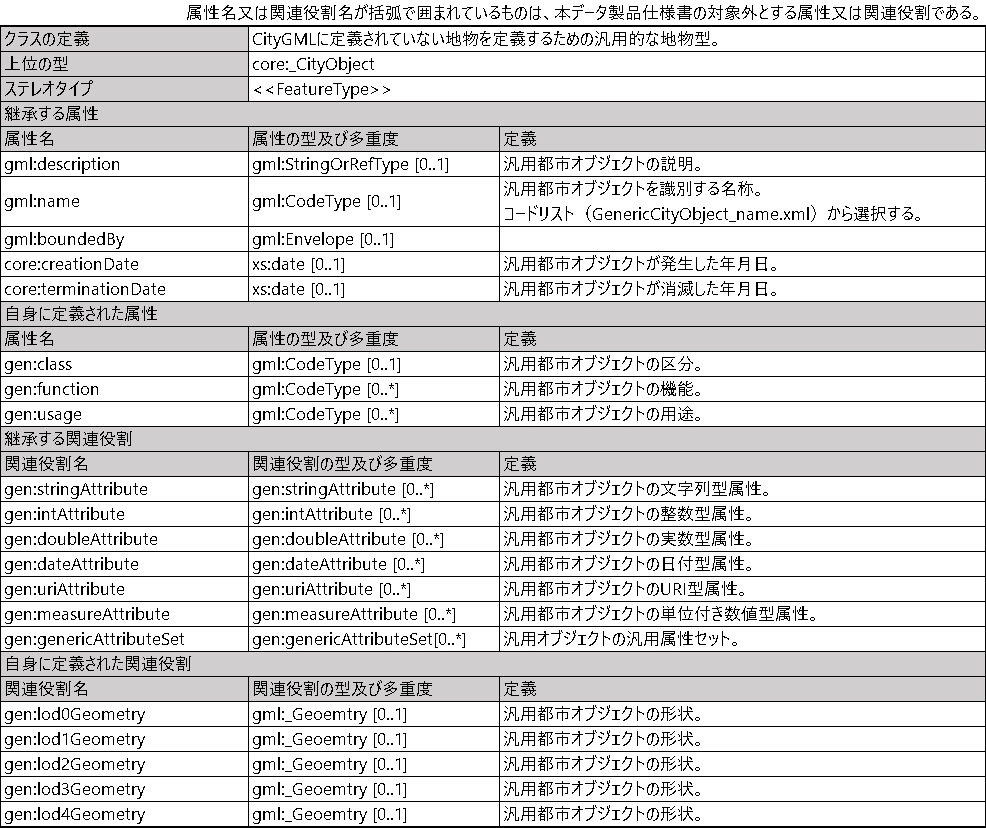 属性名又は関連役割名が括弧で囲まれているものは、本データ製品仕様書の対象外とする属性又は関連役割である。
クラスの定義 CityGMLに定義されていない地物を定義するための汎用的な地物型。
上位の型 core:_CityObject
ステレオタイプ <<FeatureType>>
継承する属性
属性名 属性の型及び多重度 定義
gml:description gml:StringOrRefType [0..1] 汎用都市オブジェクトの説明。
gml:name gml:CodeType [0..1] 汎用都市オブジェクトを識別する名称。
コードリスト（GenericCityObject_name.xml）から選択する。
gml:boundedBy gml:Envelope [0..1]
core:creationDate xs:date [0..1] 汎用都市オブジェクトが発生した年月日。
core:terminationDate xs:date [0..1] 汎用都市オブジェクトが消滅した年月日。
自身に定義された属性
属性名 属性の型及び多重度 定義
gen:class gml:CodeType [0..1] 汎用都市オブジェクトの区分。
gen:function gml:CodeType [0..*] 汎用都市オブジェクトの機能。
gen:usage gml:CodeType [0..*] 汎用都市オブジェクトの用途。
継承する関連役割
関連役割名 関連役割の型及び多重度 定義
gen:stringAttribute gen:stringAttribute [0..*] 汎用都市オブジェクトの文字列型属性。
gen:intAttribute gen:intAttribute [0..*] 汎用都市オブジェクトの整数型属性。
gen:doubleAttribute gen:doubleAttribute [0..*] 汎用都市オブジェクトの実数型属性。
gen:dateAttribute gen:dateAttribute [0..*] 汎用都市オブジェクトの日付型属性。
gen:uriAttribute gen:uriAttribute [0..*] 汎用都市オブジェクトのURI型属性。
gen:measureAttribute gen:measureAttribute [0..*] 汎用都市オブジェクトの単位付き数値型属性。
gen:genericAttributeSet gen:genericAttributeSet[0..*] 汎用オブジェクトの汎用属性セット。
自身に定義された関連役割
関連役割名 関連役割の型及び多重度 定義
gen:lod0Geometry gml:_Geoemtry [0..1] 汎用都市オブジェクトの形状。
gen:lod1Geometry gml:_Geoemtry [0..1] 汎用都市オブジェクトの形状。
gen:lod2Geometry gml:_Geoemtry [0..1] 汎用都市オブジェクトの形状。
gen:lod3Geometry gml:_Geoemtry [0..1] 汎用都市オブジェクトの形状。
gen:lod4Geometry gml:_Geoemtry [0..1] 汎用都市オブジェクトの形状。